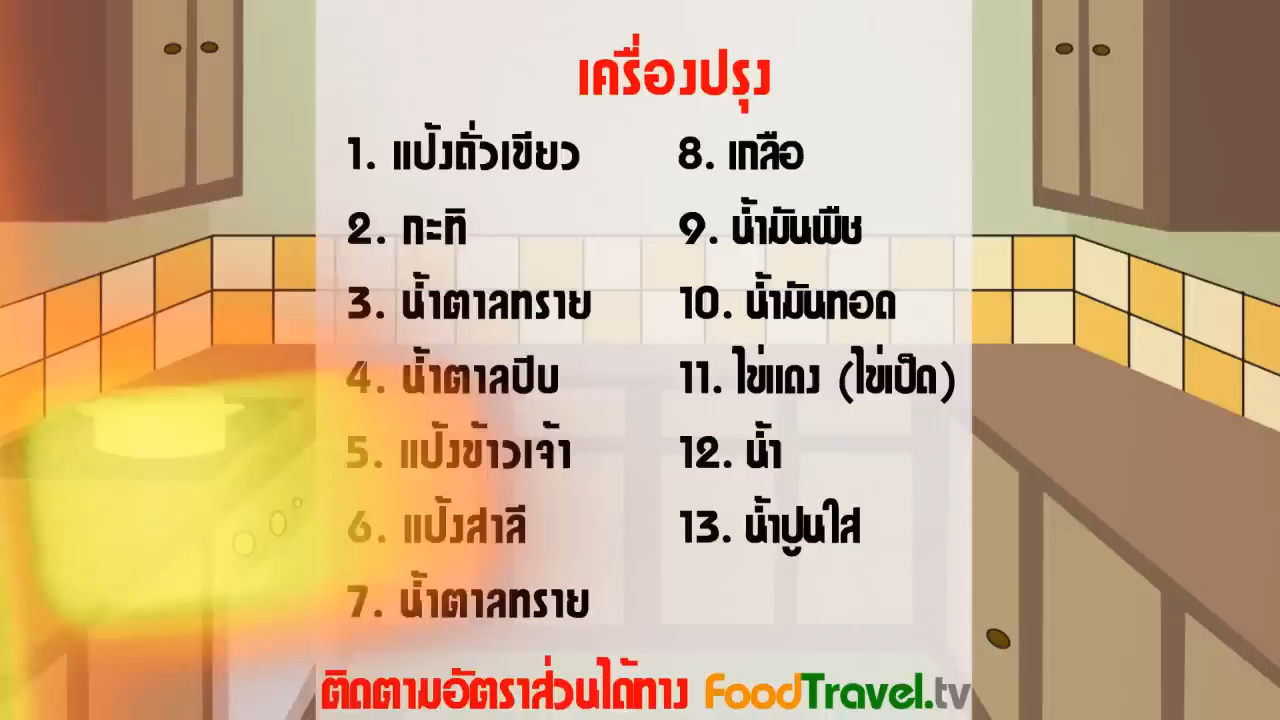 เครื่องปรุง
1. แป้งถั่วเขียว
2. กะทิ
3. น้ำตาลทราย
4. น้ำตาลปีบ
5. แป้งข้าวเจ้า
6. แป้งสาลี
7. น้ำตาลทราย
8. เกลือ
9. น้ำมันพืช
10. น้ำมันทอด
11. ไข่แดง (ไข่เป็ด)
12. น้ำ
13. น้ำปูนใส
ติดตามอัตราส่วนได้ทาง FoodTravel.tv